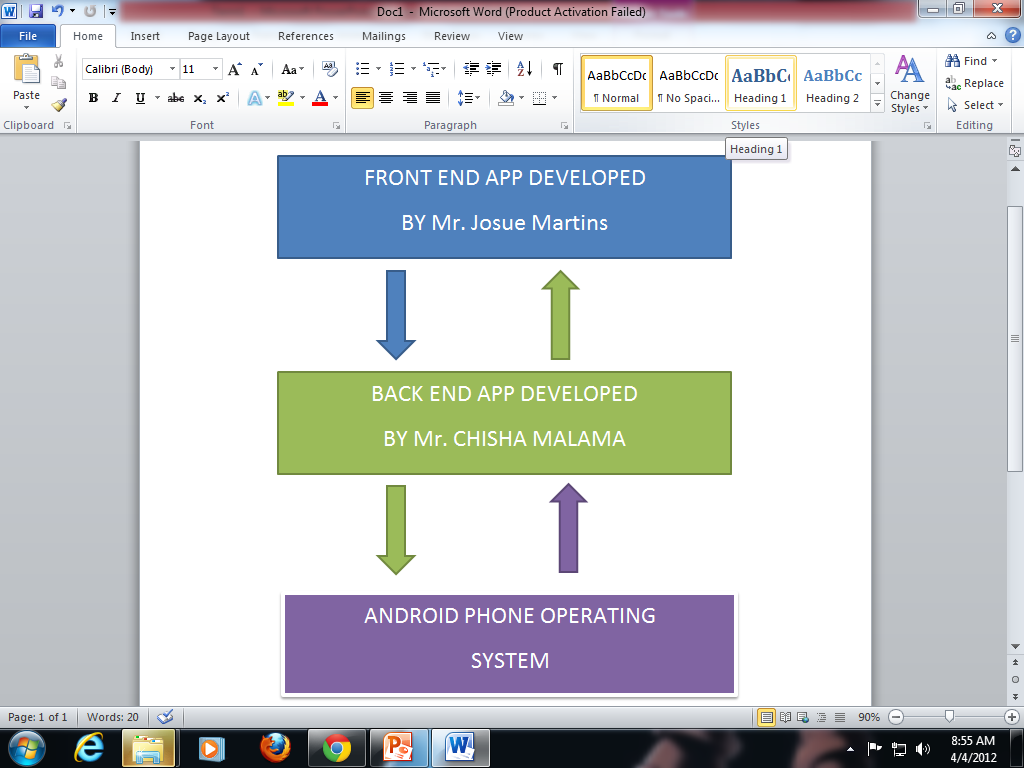 Doc1 - Microsoft Word (Product Activation Failed)
File Home Insert Page Layout References Mailings Review View
Paste
Calibri (Body) 11
AaBbCcDc AaBbCcDc AaBbC AaBbCc
¶ Normal ¶ No Spaci... Heading 1 Heading 2
Change Styles
Find
Replace
Select
Clipboard Font Paragraph Styles Editing
Heading 1
FRONT END APP DEVELOPED
BY Mr. Josue Martins
BACK END APP DEVELOPED
BY Mr. CHISHA MALAMA
ANDROID PHONE OPERATING
SYSTEM
Page: 1 of 1 Words: 20 90%
8:55 AM
4/4/2012